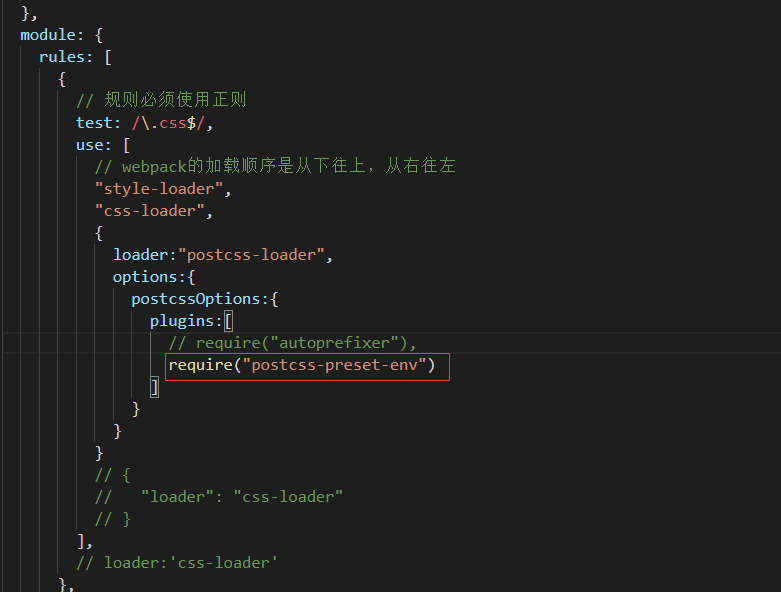 },
module: {
rules: [
{
// 规则必须使用正则
test: /\.css$/,
use: [
// webpack的加载顺序是从下往上，从右往左
"style-loader",
"css-loader",
{
loader:"postcss-loader",
options:{
postcssOptions:{
plugins:[
// require("autoprefixer"),
require("postcss-preset-env")
]
}
}
}
// {
//   "loader": "css-loader"
// }
],
// loader:'css-loader'
},